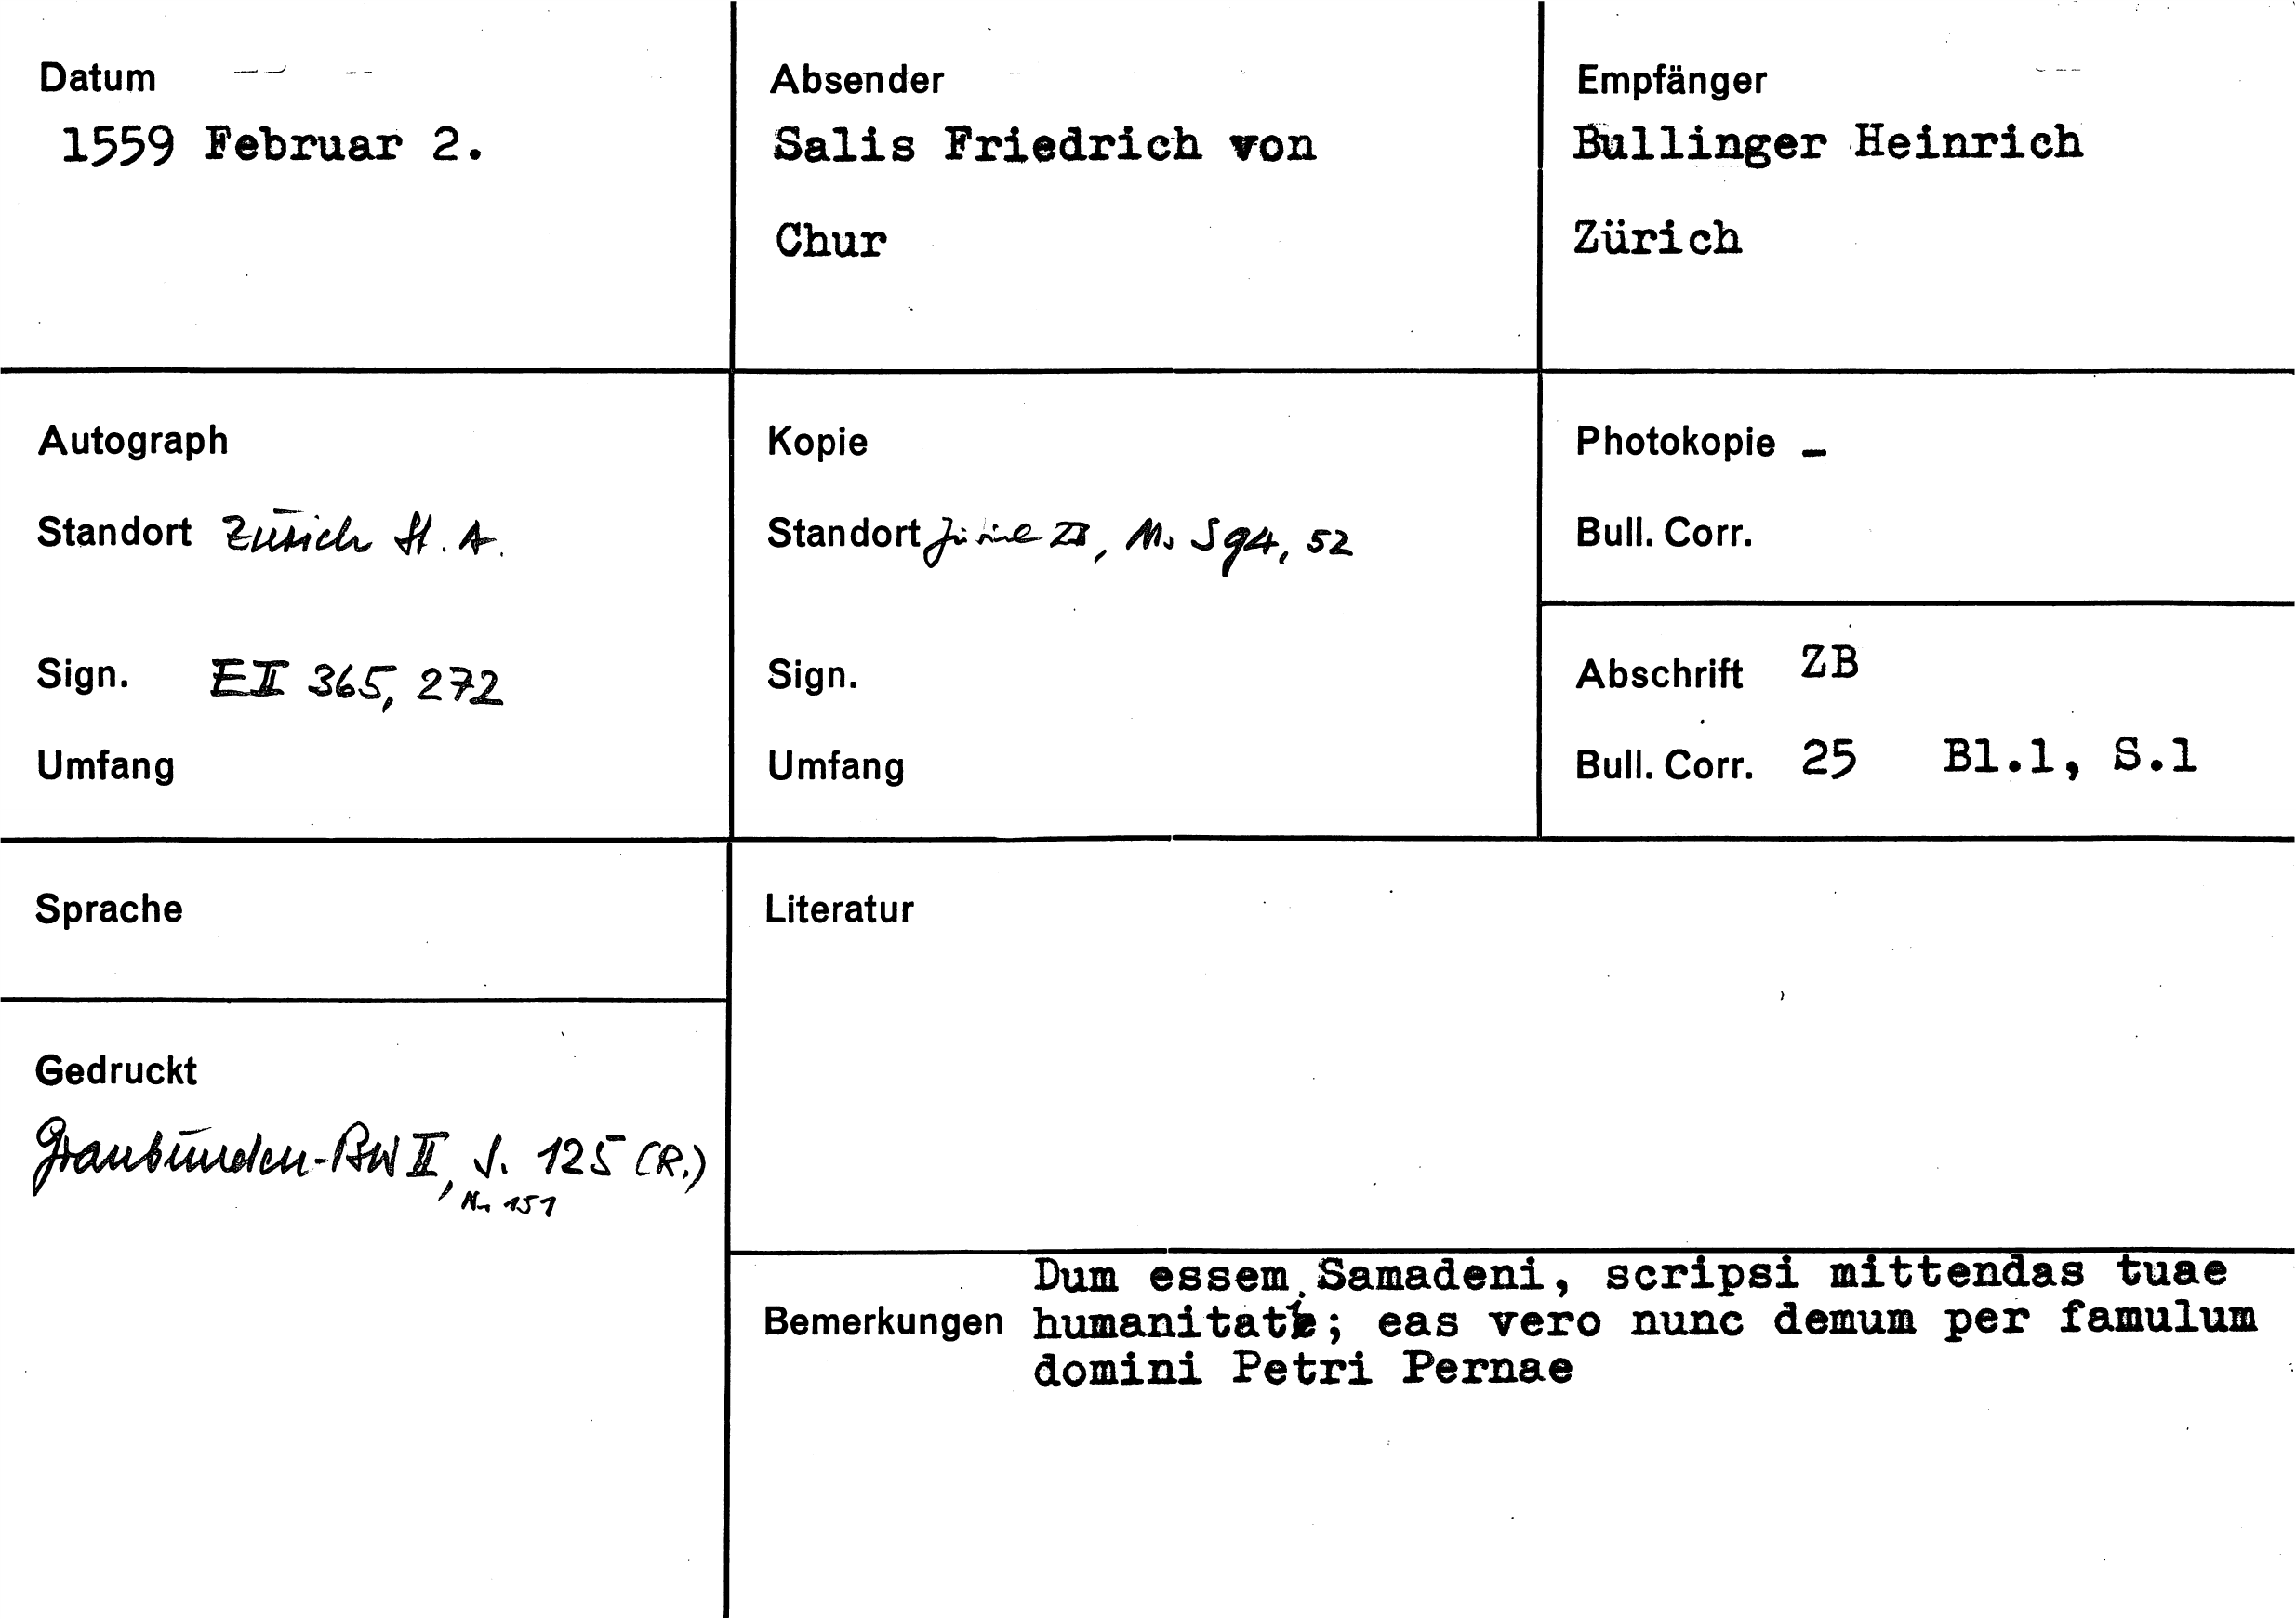 Datum
1559 Februar 2.
Absender
Salis Friedrich von
Chur
Empfänger
Bullinger Heinrich
Zürich
Autograph
Standort Zürich St. A.
Sign. E II 365, 272
Umfang
Kopie
Standort Zürich ZB, Ms S 94, 52
Sign.
Umfang
Photokopie –
Bull. Corr.
Abschrift ZB
Bull. Corr. 25 Bl.1, S.1
Sprache
Literatur
Gedruckt
Graubünden-BW II, S. 125 (R.)
Nr. 151
Bemerkungen
Dum essem Samadeni, scripsi mittendas tuae
humanitati; eas vero nunc demum per famulum
domini Petri Pernae